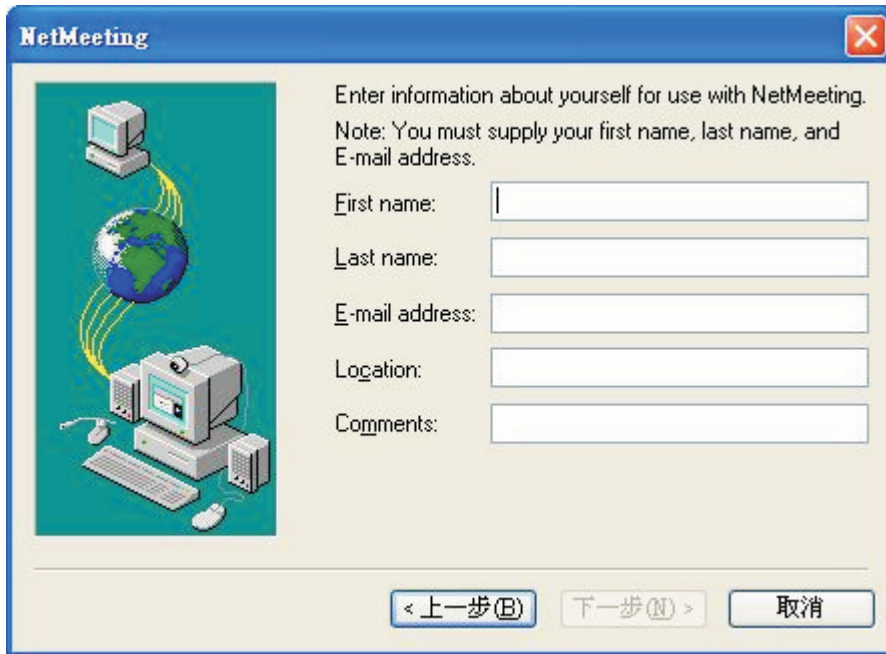 NetMeeting
Enter information about yourself for use with NetMeeting.
Note: You must supply your first name, last name, and
E-mail address.
First name:
Last name:
E-mail address:
Location:
Comments:
< 上一步(B)
下一步(N) >
取消